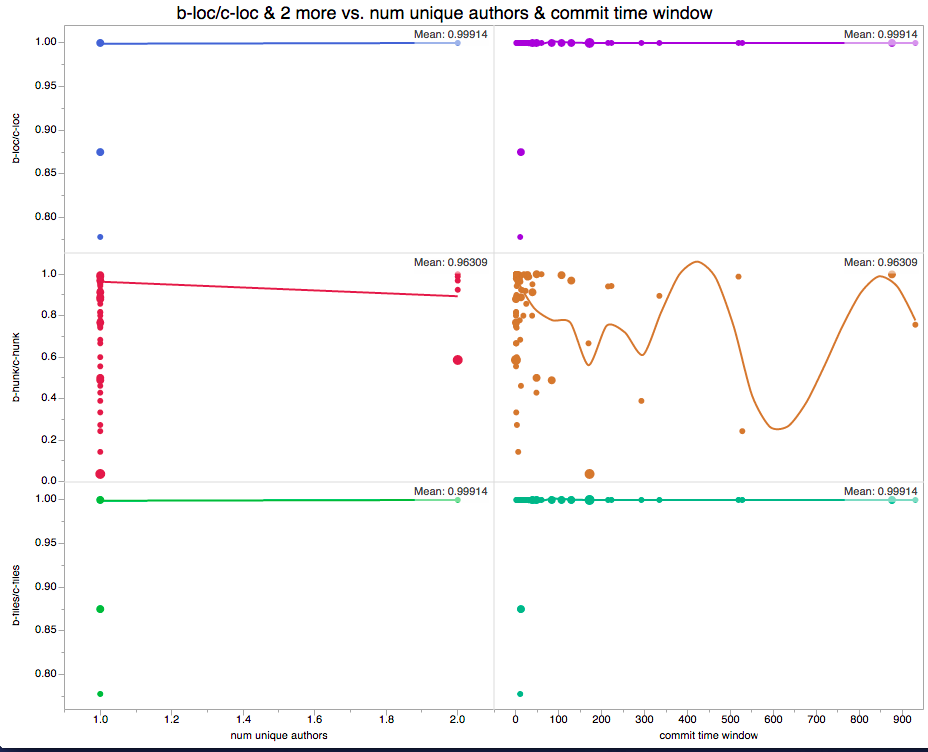 b-loc/c-loc & 2 more vs. num unique authors & commit time window
Mean: 0.99914
Mean: 0.99914
1.00
0.95
0.90
0.85
0.80
b-loc/c-loc
Mean: 0.96309
Mean: 0.96309
1.0
0.8
0.6
0.4
0.2
0.0
b-hunk/c-hunk
Mean: 0.99914
Mean: 0.99914
1.00
0.95
0.90
0.85
0.80
b-files/c-files
1.0 1.2 1.4 1.6 1.8 2.0
0 100 200 300 400 500 600 700 800 900
num unique authors
commit time window